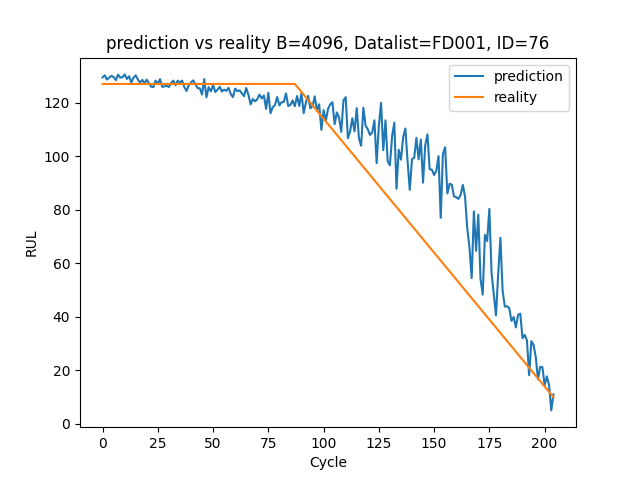 prediction vs reality B=4096, Datalist=FD001, ID=76
prediction
reality
RUL
120
100
80
60
40
20
0
0 25 50 75 100 125 150 175 200
Cycle